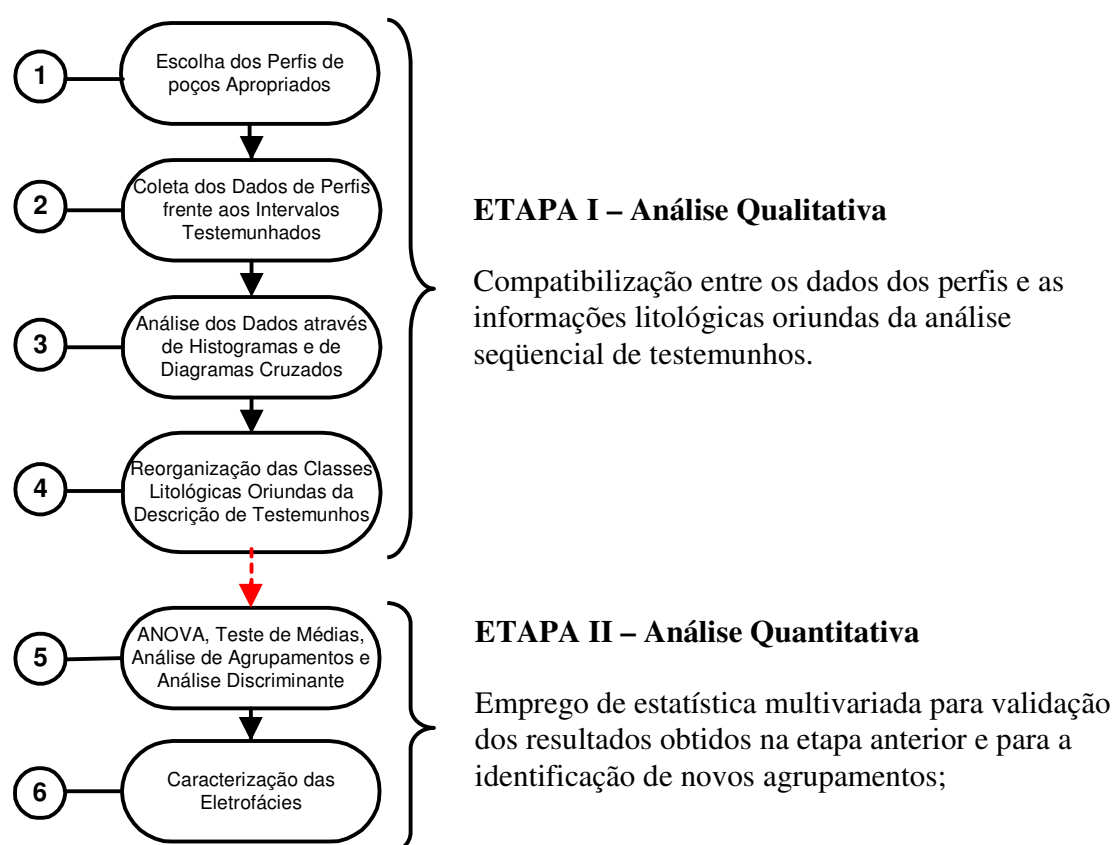 1
Escolha dos Perfis de
poços Apropriados
2
Coleta dos Dados de Perfis
frente aos Intervalos
Testemunhados
3
Análise dos Dados através
de Histogramas e de
Diagramas Cruzados
4
Reorganização das Classes
Litológicas Oriundas da
Descrição de Testemunhos
ETAPA I – Análise Qualitativa
Compatibilização entre os dados dos perfis e as
informações litológicas oriundas da análise
seqüencial de testemunhos.
5
ANOVA, Teste de Médias,
Análise de Agrupamentos e
Análise Discriminante
6
Caracterização das
Eletrofácies
ETAPA II – Análise Quantitativa
Emprego de estatística multivariada para validação
dos resultados obtidos na etapa anterior e para a
identificação de novos agrupamentos;